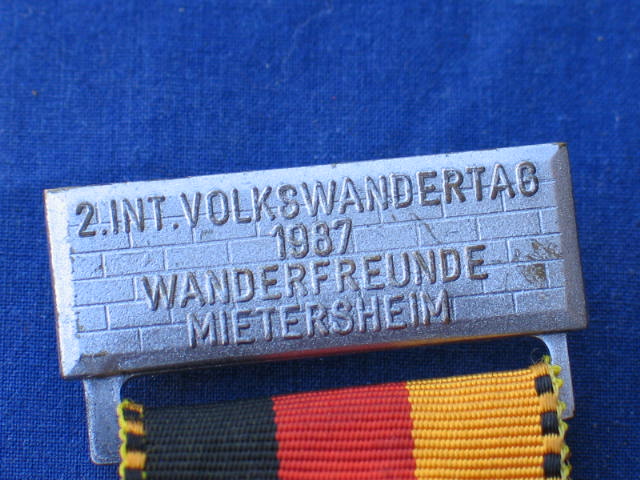 2.INT.VOLKSWANDERTAG
1987
WANDERFREUNDE
MIETERSHEIM